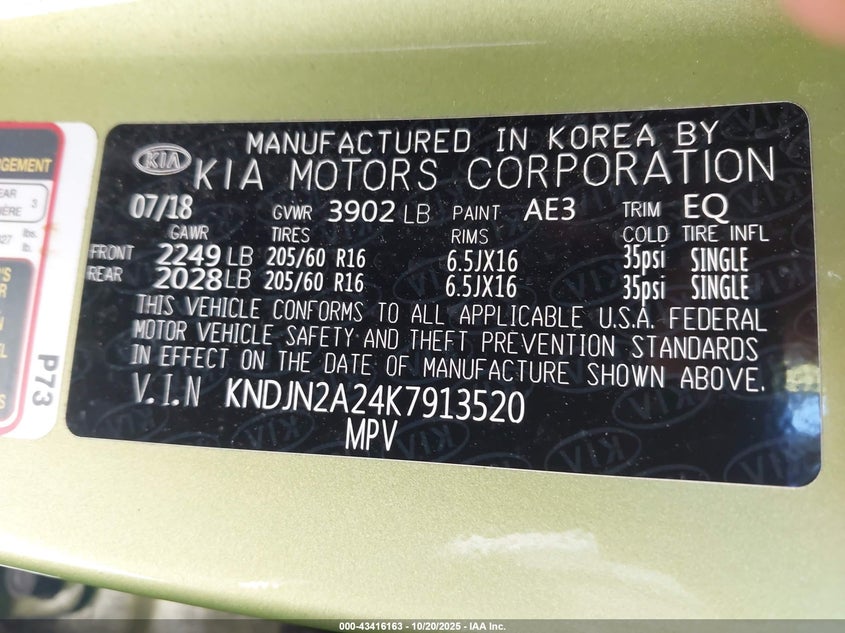 MANUFACTURED IN KOREA BY
KIA KIA MOTORS CORPORATION
07/18 GVWR 3902 LB PAINT AE3 TRIM EQ
GAWR TIRES RIMS COLD TIRE INFL
FRONT 2249 LB 205/60 R16 6.5JX16 35psi SINGLE
REAR 2028 LB 205/60 R16 6.5JX16 35psi SINGLE
THIS VEHICLE CONFORMS TO ALL APPLICABLE U.S.A. FEDERAL
MOTOR VEHICLE SAFETY AND THEFT PREVENTION STANDARDS
IN EFFECT ON THE DATE OF MANUFACTURE SHOWN ABOVE.
V.I.N KNDJN2A24K7913520
MPV
3
lbs.
P73
000-43416163 - 10/20/2025 - IAA Inc.